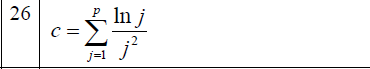 26
c = \sum_{j=1}^{p} \frac{\ln j}{j^2}